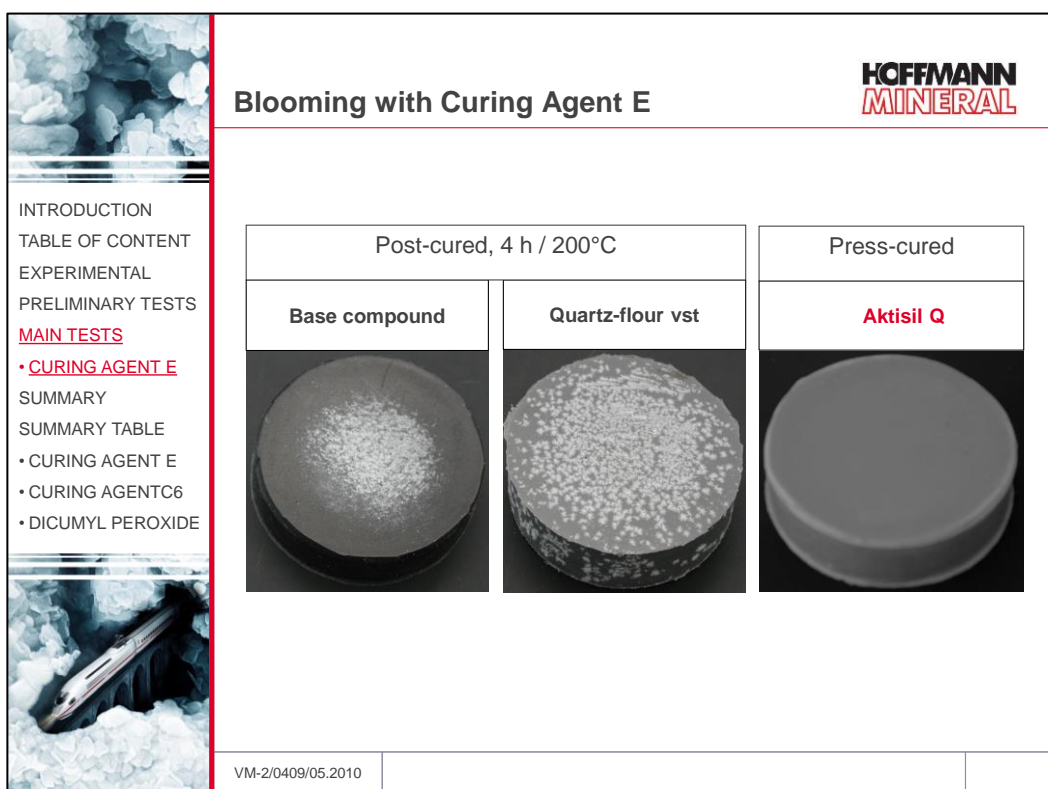 Blooming with Curing Agent E
HOFFMANN
MINERAL
INTRODUCTION
TABLE OF CONTENT
EXPERIMENTAL
PRELIMINARY TESTS
MAIN TESTS
• CURING AGENT E
SUMMARY
SUMMARY TABLE
• CURING AGENT E
• CURING AGENTC6
• DICUMYL PEROXIDE
Post-cured, 4 h / 200°C
Press-cured
Base compound
Quartz-flour vst
Aktisil Q
VM-2/0409/05.2010